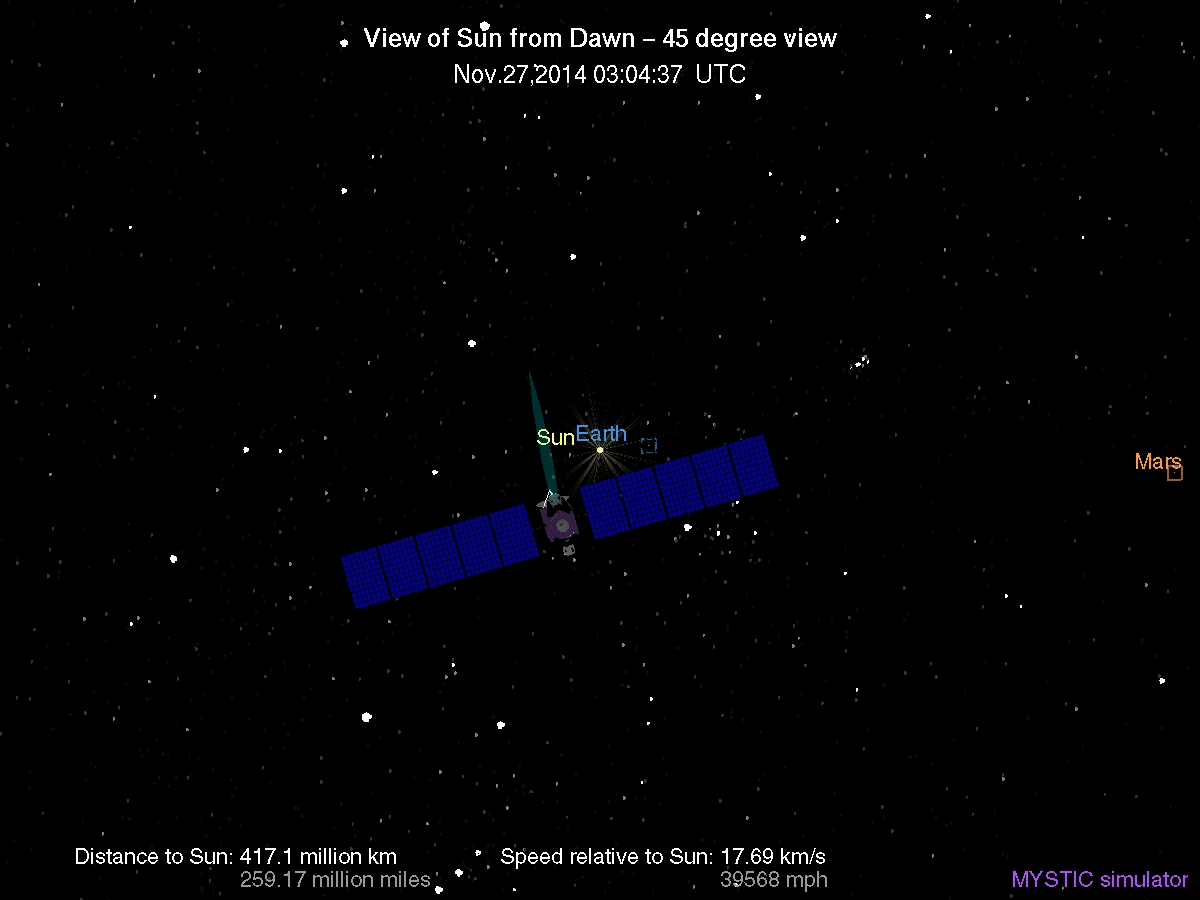 View of Sun from Dawn – 45 degree view
Nov.27,2014 03:04:37 UTC
Sun
Earth
Mars
Distance to Sun: 417.1 million km
259.17 million miles
Speed relative to Sun: 17.69 km/s
39568 mph
MYSTIC simulator